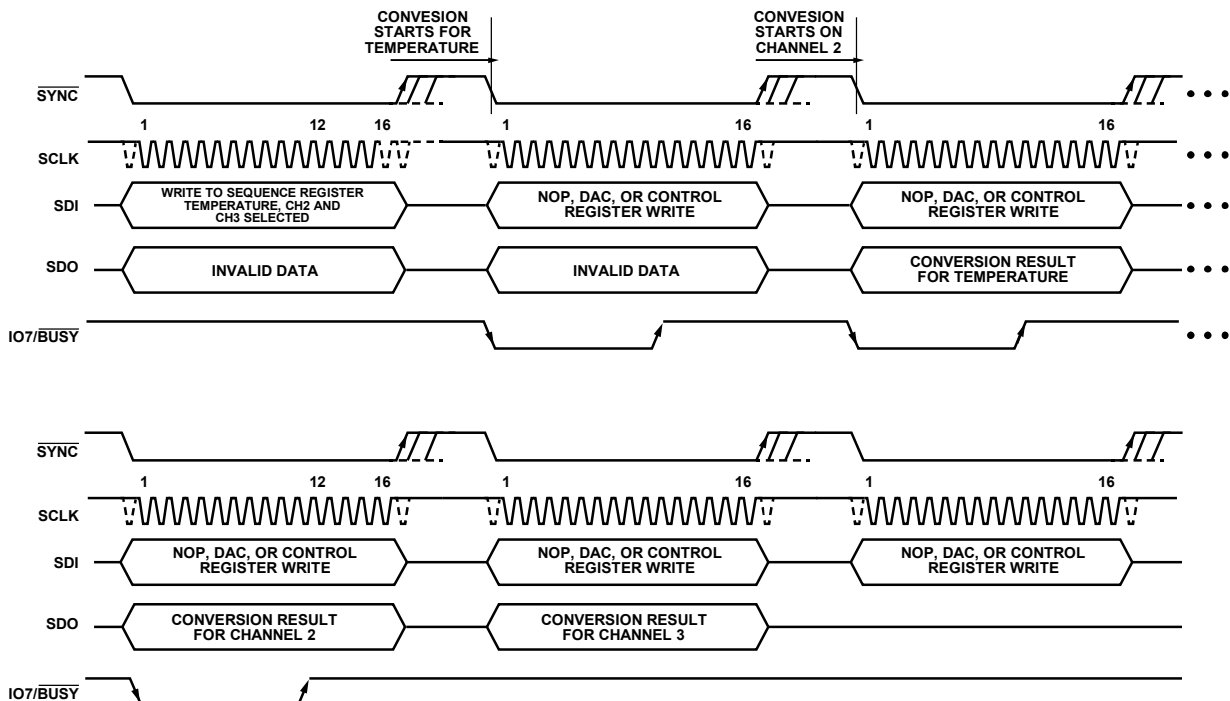 CONVESION
STARTS FOR
TEMPERATURE
CONVESION
STARTS ON
CHANNEL 2
SYNC
1 12 16 1 16 1 16
SCLK
SDI
WRITE TO SEQUENCE REGISTER
TEMPERATURE, CH2 AND
CH3 SELECTED
NOP, DAC, OR CONTROL
REGISTER WRITE
NOP, DAC, OR CONTROL
REGISTER WRITE
SDO
INVALID DATA
INVALID DATA
CONVERSION RESULT
FOR TEMPERATURE
IO7/BUSY
SYNC
1 12 16 1 16 1 16
SCLK
SDI
NOP, DAC, OR CONTROL
REGISTER WRITE
NOP, DAC, OR CONTROL
REGISTER WRITE
NOP, DAC, OR CONTROL
REGISTER WRITE
SDO
CONVERSION RESULT
FOR CHANNEL 2
CONVERSION RESULT
FOR CHANNEL 3
IO7/BUSY